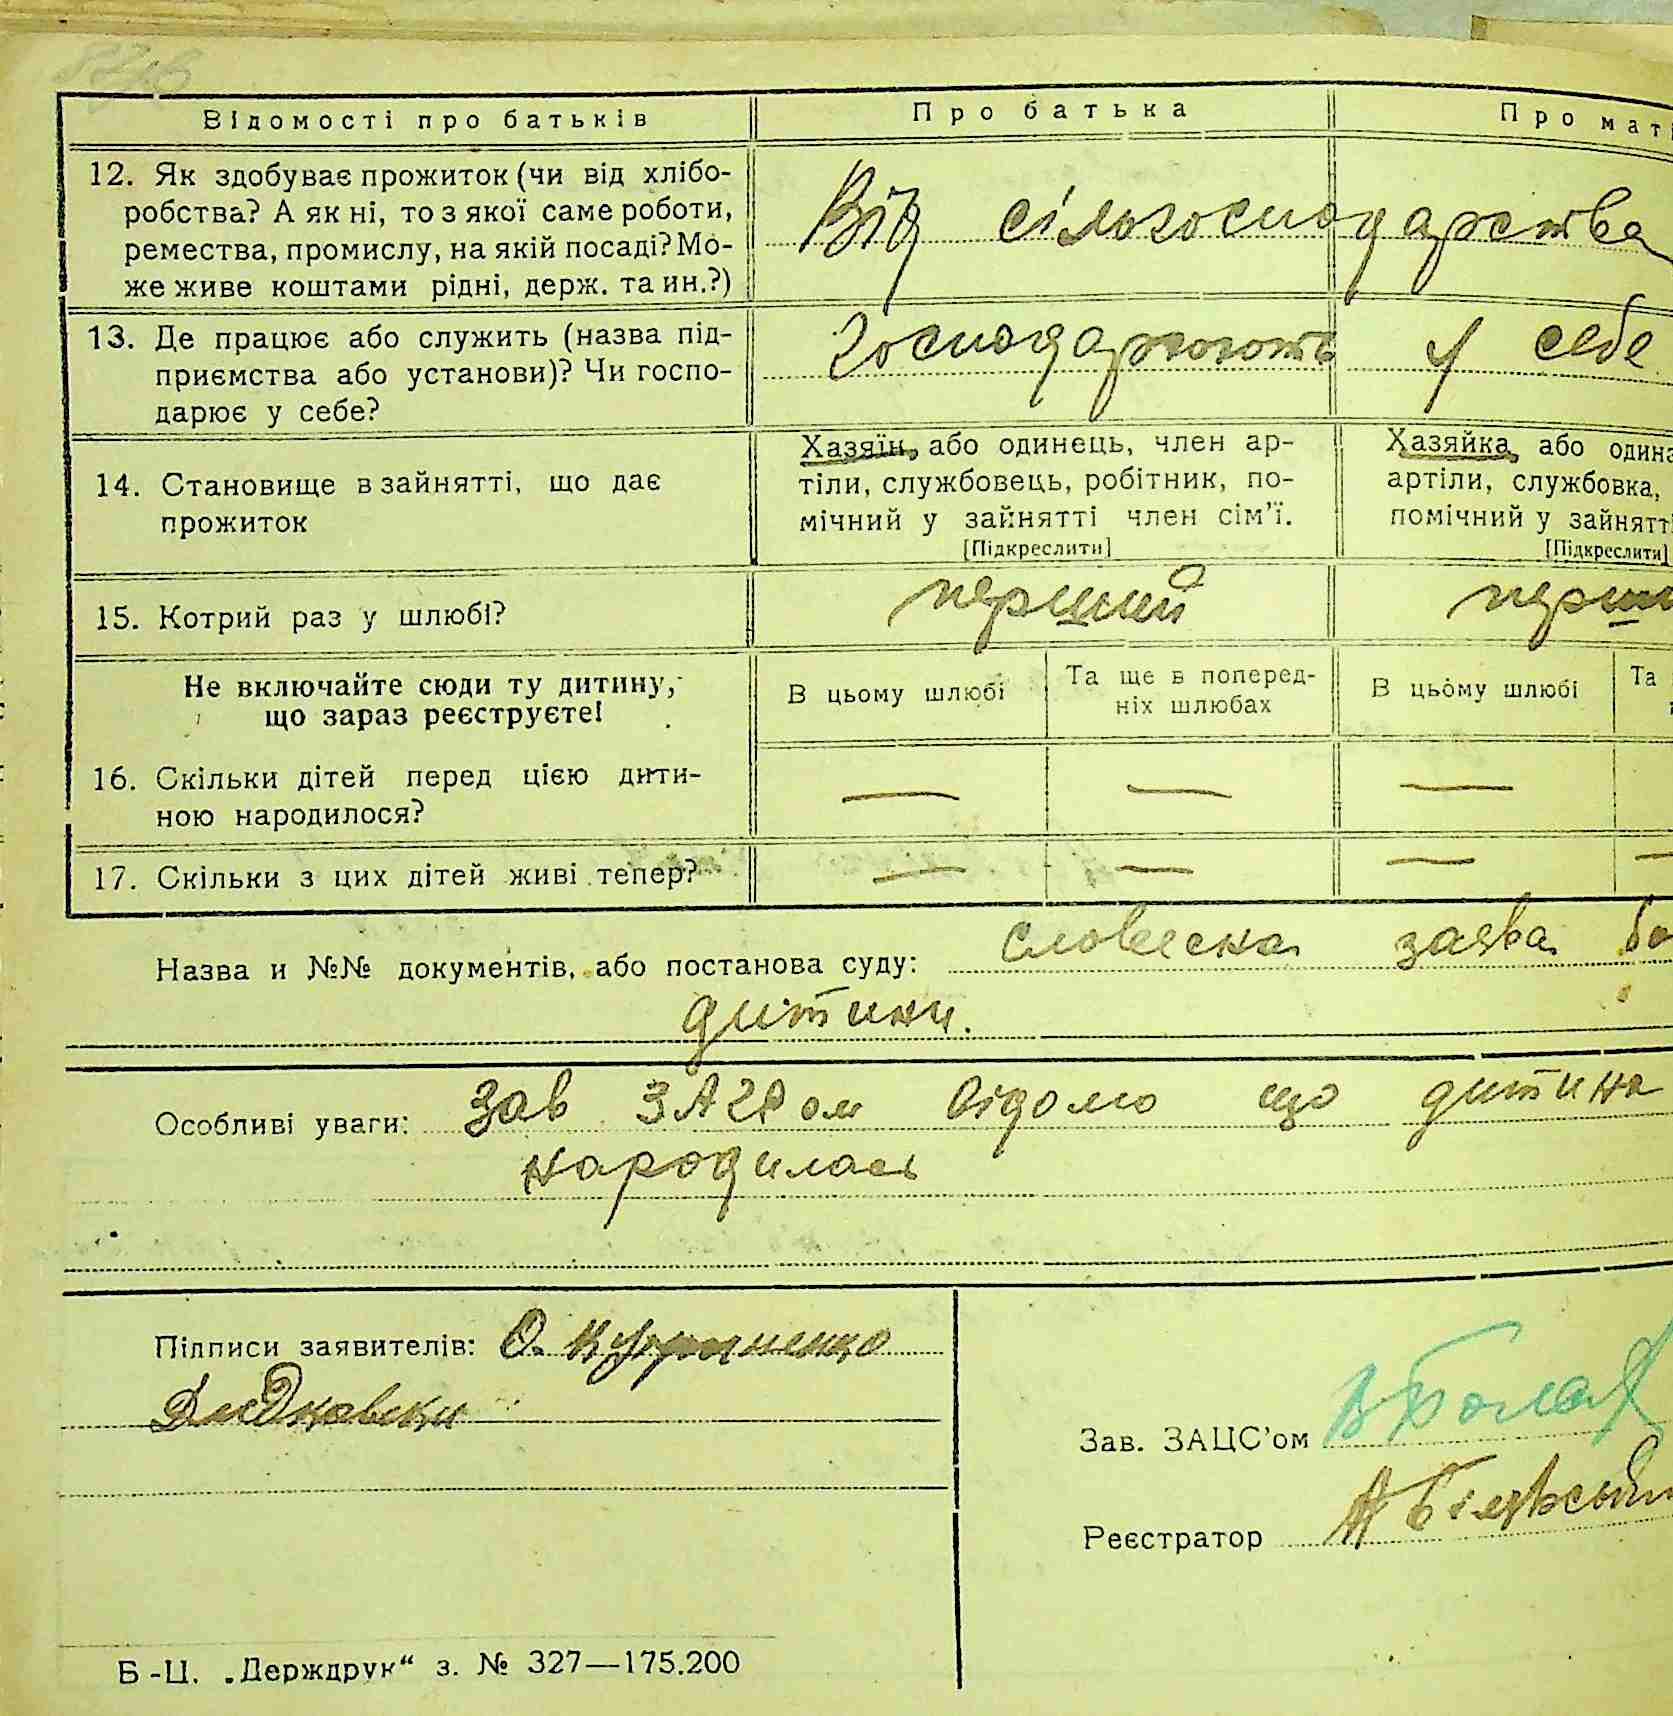 Відомості про батьків Про батька Про мат
12. Як здобуває прожиток (чи від хлібо-
робства? А як ні, то з якої саме роботи,
ремества, промислу, на якій посаді? Мо-
же живе коштами рідні, держ. та ин.?)
Від сільгосподарства
13. Де працює або служить (назва під-
приємства або установи)? Чи госпо-
дарює у себе?
Господарюють у себе
14. Становище в зайнятті, що дає
прожиток
Хазяїн, або одинець, член ар-
тіли, службовець, робітник, по-
мічний у зайнятті член сім'ї.
[Підкреслити]
Хазяйка, або одина
артіли, службовка,
помічний у зайнятті
[Підкреслити]
15. Котрий раз у шлюбі? перший перш
Не включайте сюди ту дитину,
що зараз реєструєте!
В цьому шлюбі
Та ще в поперед-
ніх шлюбах
В цьому шлюбі
Та
16. Скільки дітей перед цією дити-
ною народилося?
— — —
17. Скільки з цих дітей живі тепер? — — — —
Назва и №№ документів, або постанова суду: словесна заява ба
дитини.
Особливі уваги: Зав ЗАГСом відомо що дитина
народилась
Підписи заявителів: О.
Зав. ЗАЦС'ом
Реєстратор
Б-Ц. „Держдрук“ з. № 327—175.200